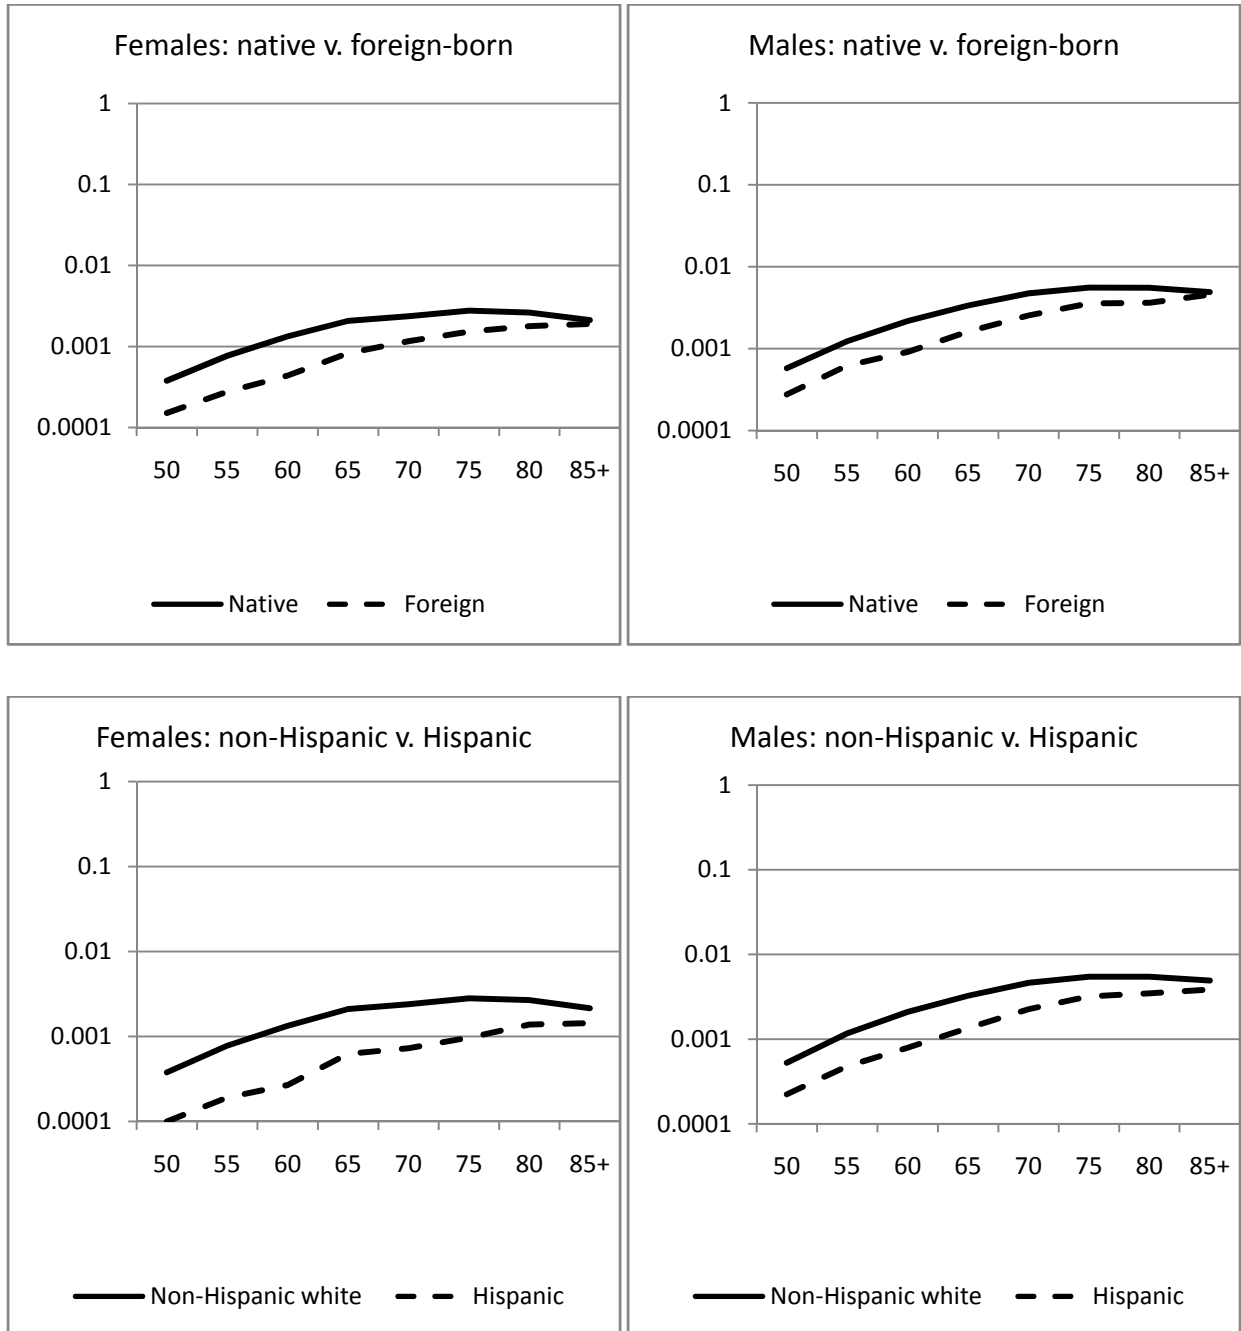 Females: native v. foreign-born
1
0.1
0.01
0.001
0.0001
50 55 60 65 70 75 80 85+
Native Foreign
Males: native v. foreign-born
1
0.1
0.01
0.001
0.0001
50 55 60 65 70 75 80 85+
Native Foreign
Females: non-Hispanic v. Hispanic
1
0.1
0.01
0.001
0.0001
50 55 60 65 70 75 80 85+
Non-Hispanic white Hispanic
Males: non-Hispanic v. Hispanic
1
0.1
0.01
0.001
0.0001
50 55 60 65 70 75 80 85+
Non-Hispanic white Hispanic